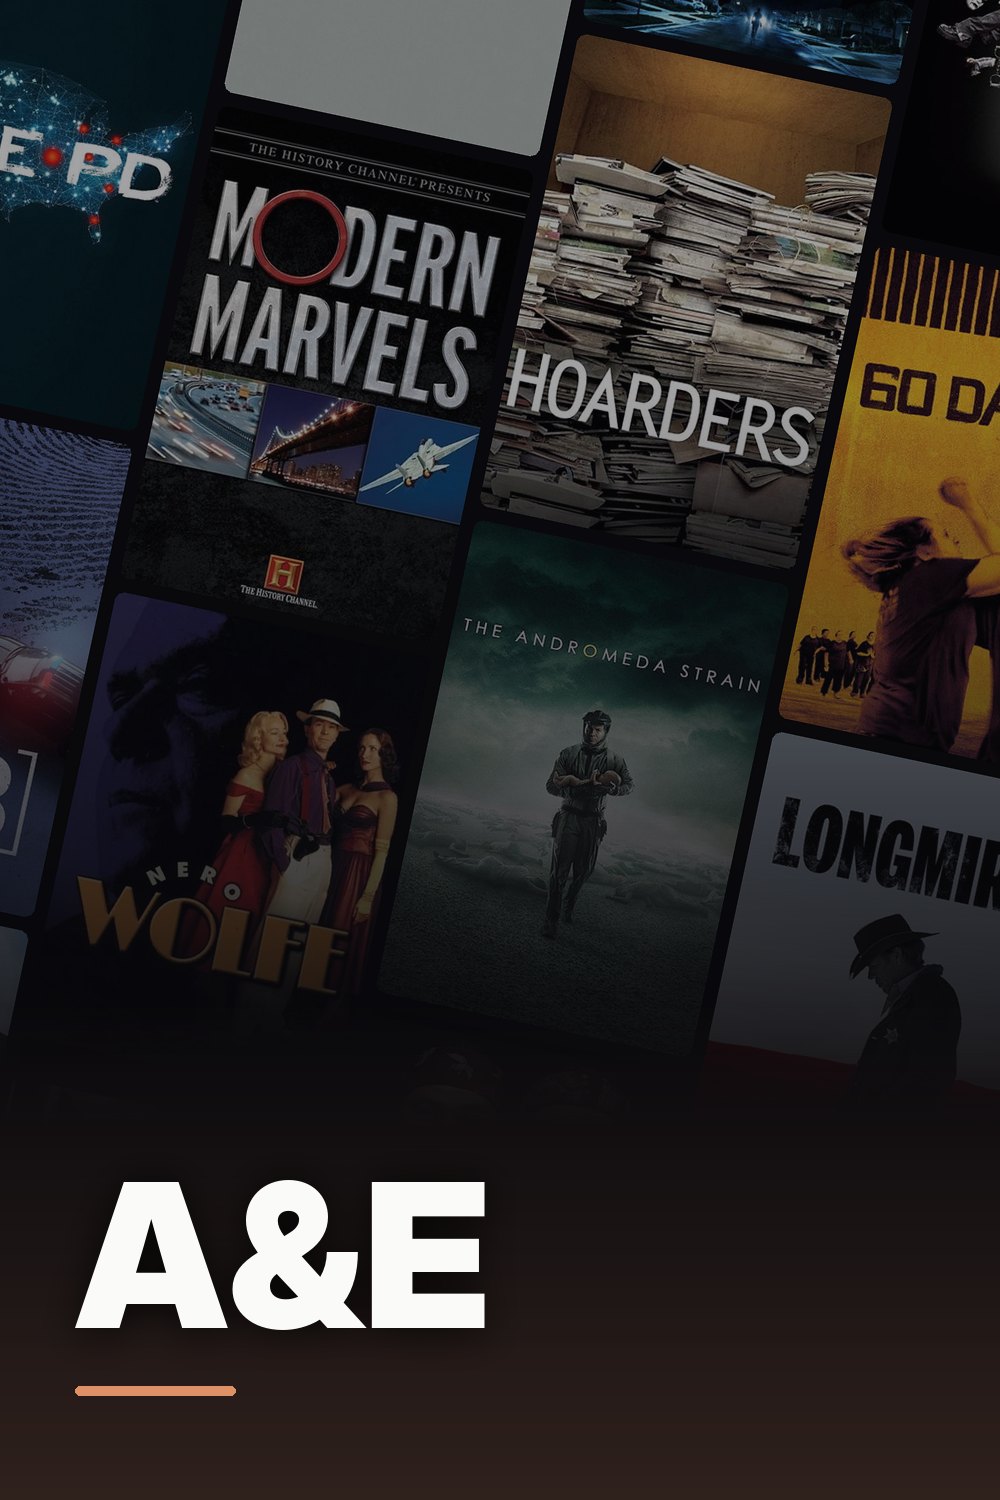 E PD
THE HISTORY CHANNEL PRESENTS
MODERN
MARVELS
THE HISTORY CHANNEL.
HOARDERS
60 DA
THE ANDROMEDA STRAIN
NERO
WOLFE
LONGMIR
A&E